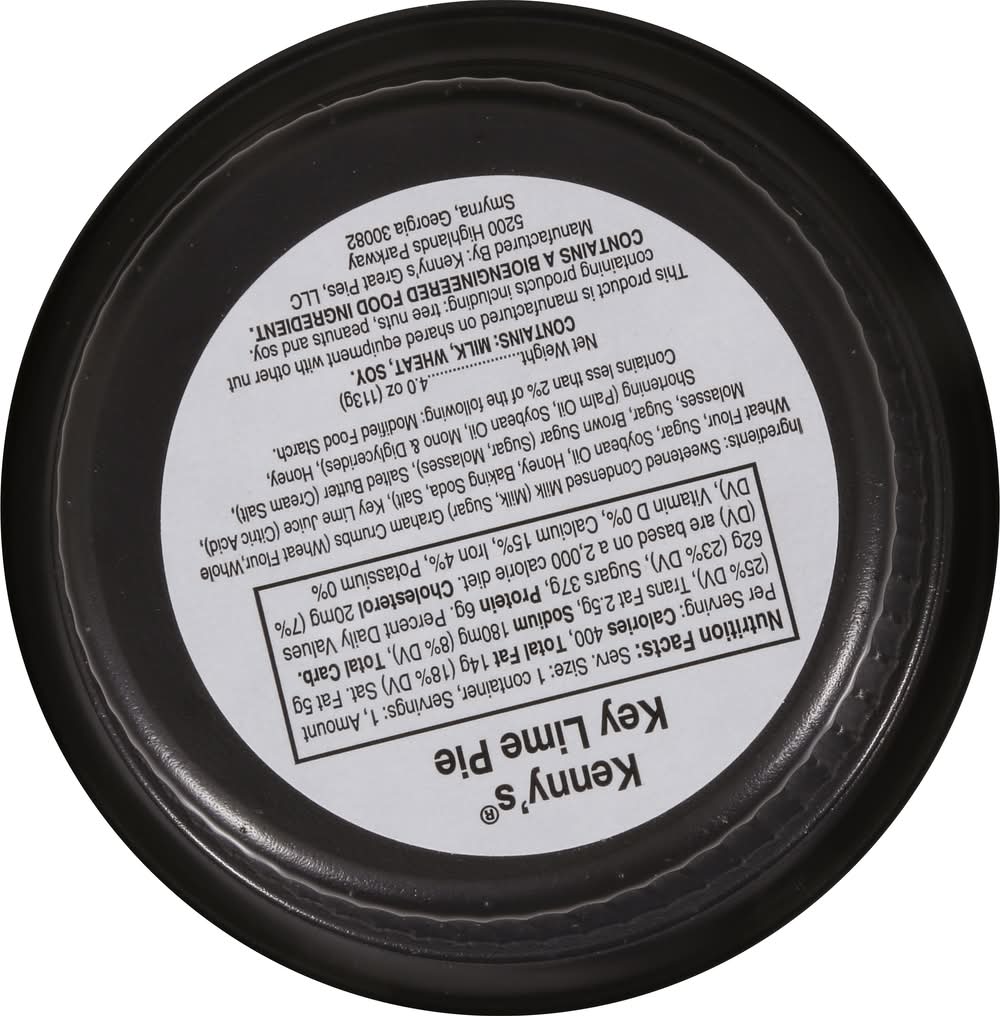 Kenny's®
Key Lime Pie
Nutrition Facts: Serv. Size: 1 container, Servings: 1, Amount
Per Serving: Calories 400, Total Fat 14g (18% DV) Sat. Fat 5g
(25% DV), Trans Fat 2.5g, Sodium 180mg (8% DV), Total Carb.
62g (23% DV), Sugars 37g, Protein 6g. Percent Daily Values
(DV) are based on a 2,000 calorie diet. Cholesterol 20mg (7%
DV), Vitamin D 0%, Calcium 15%, Iron 4%, Potassium 0%
Ingredients: Sweetened Condensed Milk (Milk, Sugar) Graham Crumbs (Wheat Flour,Whole
Wheat Flour, Sugar, Soybean Oil, Honey, Baking Soda. Salt), Key Lime Juice (Citric Acid),
Molasses, Sugar, Brown Sugar (Sugar, Molasses), Salted Butter (Cream Salt),
Shortening (Palm Oil, Soybean Oil, Mono & Diglycerides), Honey,
Contains less than 2% of the following: Modified Food Starch.
Net Weight......................4.0 oz (113g)
CONTAINS: MILK, WHEAT, SOY.
This product is manufactured on shared equipment with other nut
containing products including: tree nuts, peanuts and soy.
CONTAINS A BIOENGINEERED FOOD INGREDIENT.
Manufactured By: Kenny's Great Pies, LLC
5200 Highlands Parkway
Smyrna, Georgia 30082